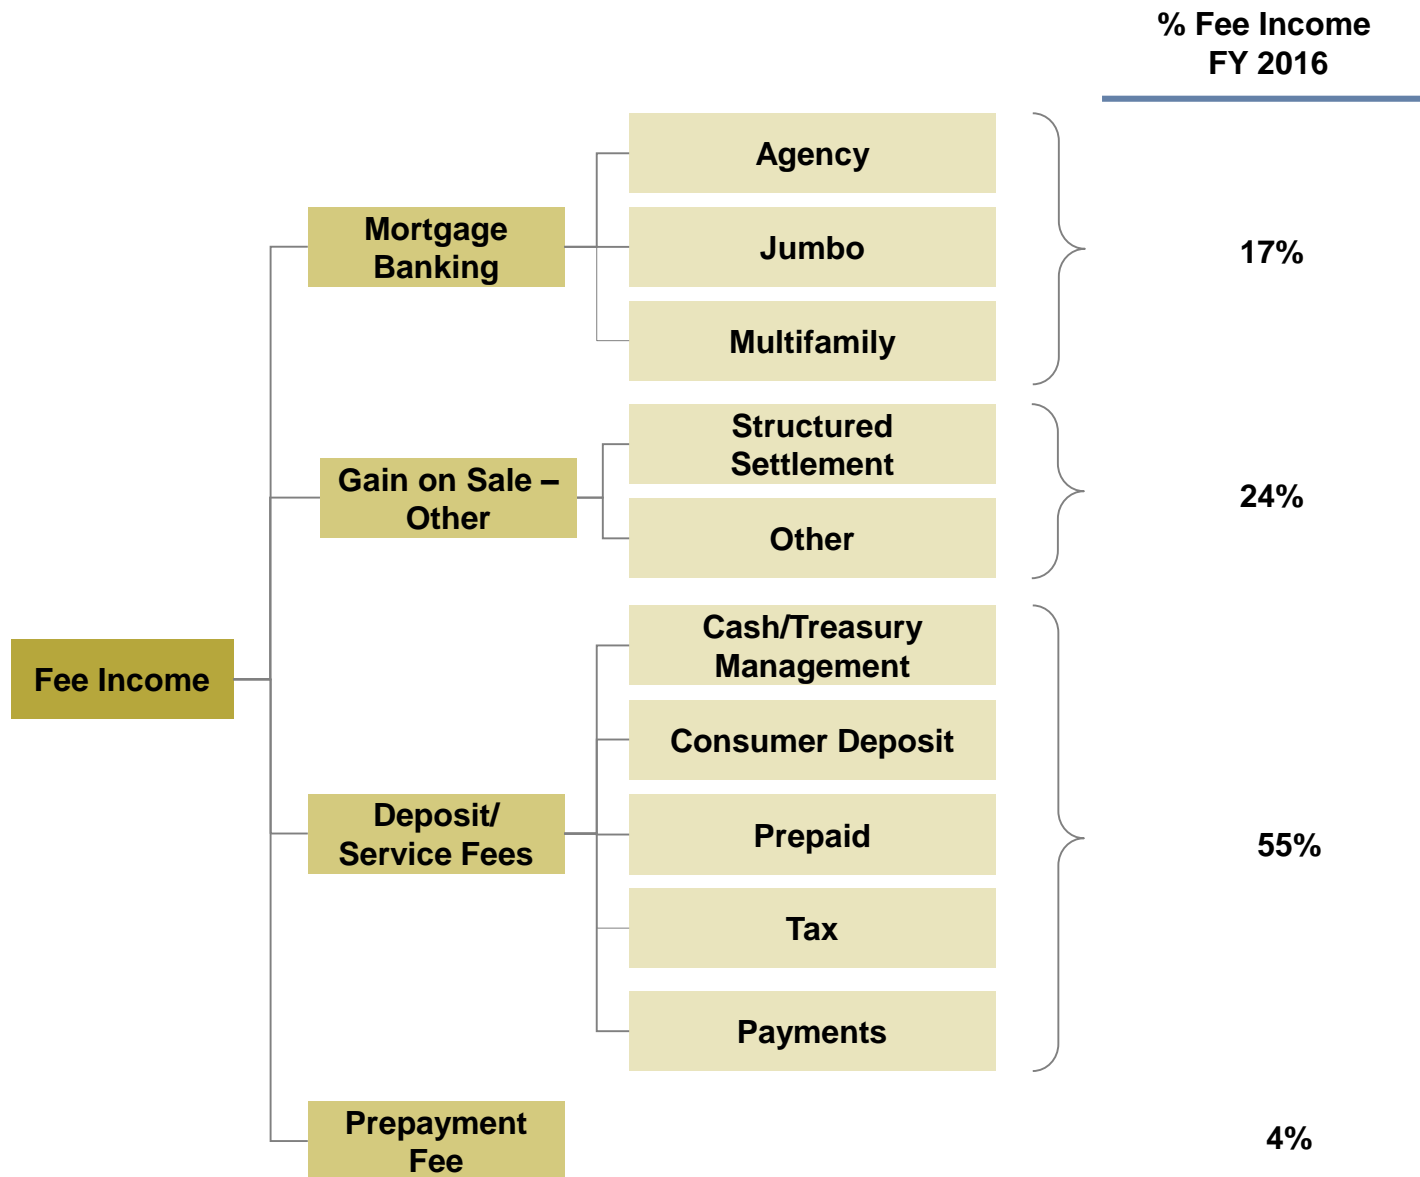 % Fee Income
FY 2016
Agency
Mortgage
Banking
Jumbo
17%
Multifamily
Structured
Settlement
Gain on Sale –
Other
24%
Other
Cash/Treasury
Management
Fee Income
Consumer Deposit
Deposit/
Service Fees
Prepaid
55%
Tax
Payments
Prepayment
Fee
4%